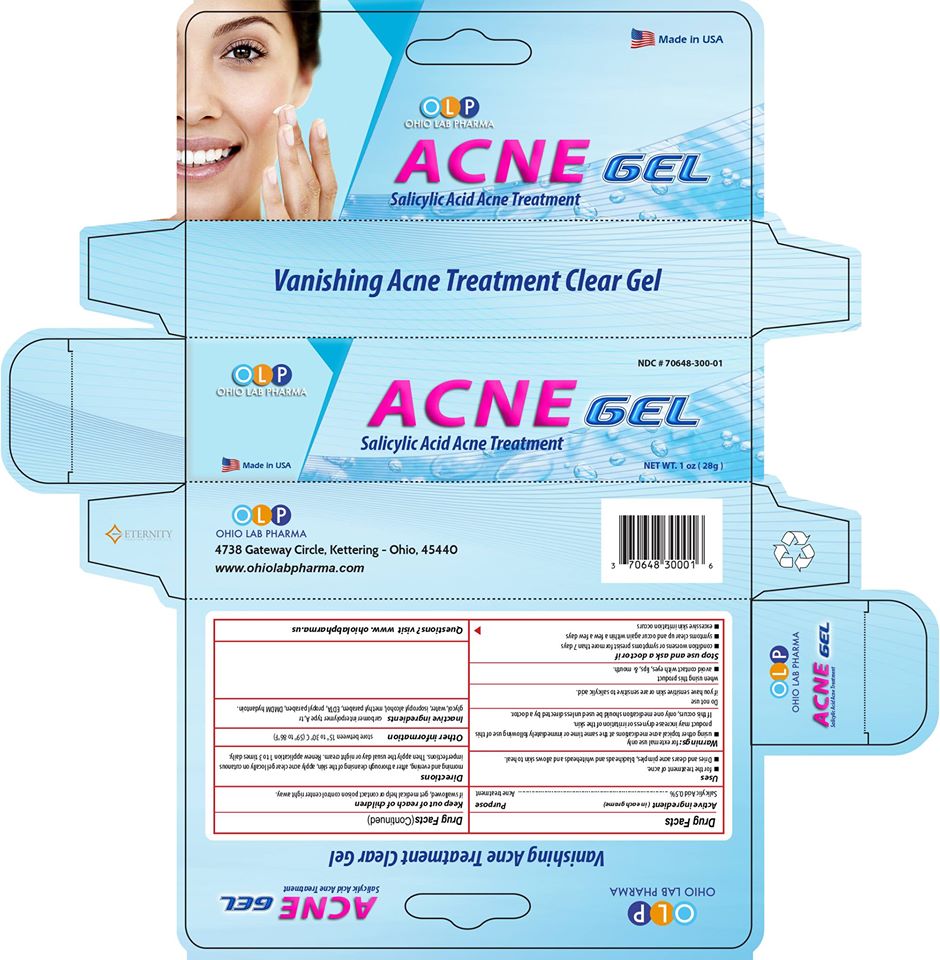 Made in USA
OLP
OHIO LAB PHARMA
ACNE GEL
Salicylic Acid Acne Treatment
Vanishing Acne Treatment Clear Gel
OLP
OHIO LAB PHARMA
NDC # 70648-300-01
ACNE GEL
Salicylic Acid Acne Treatment
Made in USA
NET WT. 1 oz ( 28g )
ETERNITY
OLP
OHIO LAB PHARMA
4738 Gateway Circle, Kettering - Ohio, 45440
www.ohiolabpharma.com
3 70648 30001 6
OLP
OHIO LAB PHARMA
ACNE GEL
Salicylic Acid Acne Treatment
OLP
OHIO LAB PHARMA
ACNE GEL
Salicylic Acid Acne Treatment
Vanishing Acne Treatment Clear Gel
Drug Facts
Active ingredient ( in each grame) Purpose
Salicylic Acid 0.5% ........ Acne treatment
Uses
■ for the treatment of acne.
■ Dries and clears acne pimples, blackheads and whiteheads and allows skin to heal.
Warnings: for external use only
■ using other topical acne medications at the same time or immediately following use of this
product may increase dryness or irritation of the skin.
If this occurs, only one medication should be used unless directed by a doctor
Do not use
if you have sensitive skin or are sensitive to salicylic add.
when using this product
■ avoid contact with eyes, lips, & mouth.
Stop use and ask a doctor if
■ condition worsens or symptoms presist for more than 7 days
■ symptoms clear up and occur again within a few a few days
■ excessive skin irritation occurs
Drug Facts (Continued)
Keep out of reach of children
if swallowed, get medical help or contact poison control center right away.
Directions
morning and evening, after a thorough cleansing of the skin, apply acne clear gel locally on cutanous
imperfections. Then apply the usual day or night cream. Renew application 1 to 3 times daily.
Other information store between 15˚ to 30˚ C (59˚ to 86 ˚F)
Inactive ingredients carbomer interpolymer type A, tr
glycol, water, isopropyl alcohol, methyl paraben, EDTA, propyl paraben, DMDM hydantoin.
Questions? visit www. ohiolabpharma.us